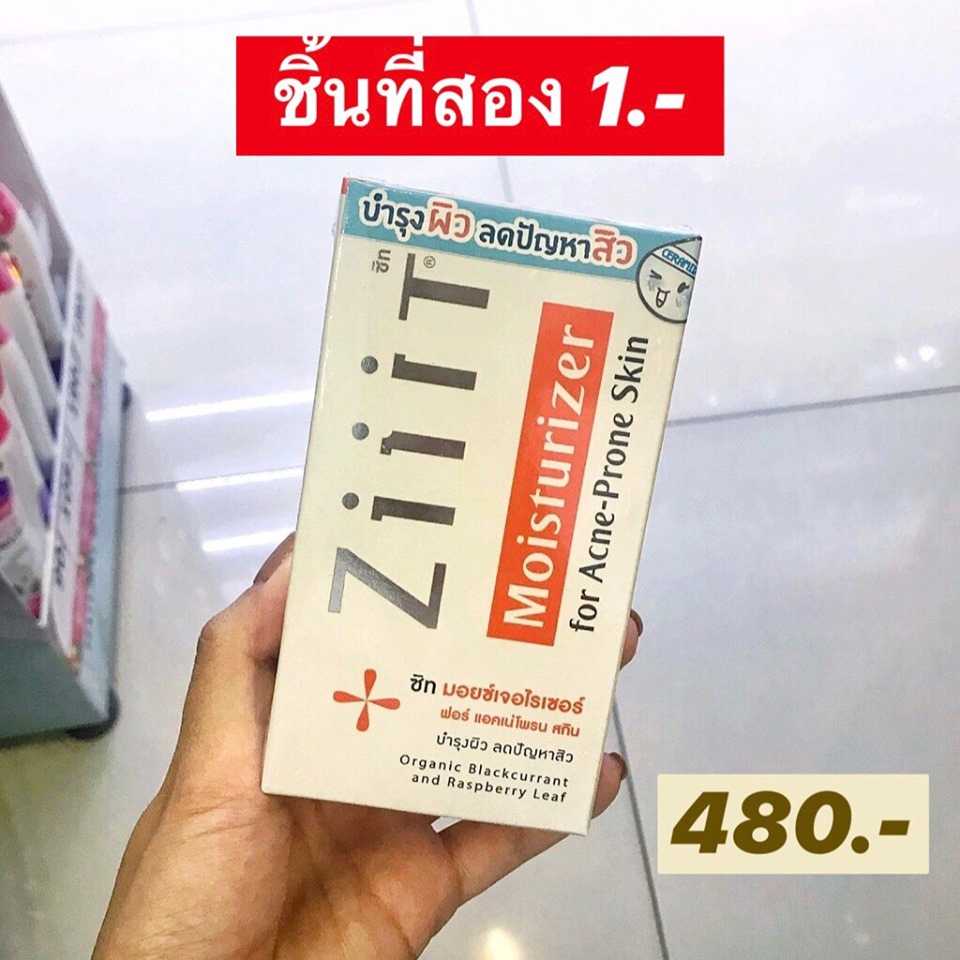 ชิ้นที่สอง 1.-
บำรุงผิว ลดปัญหาสิว
ซิท
ZiiiT®
Moisturizer
for Acne-Prone Skin
ซิท มอยซ์เจอไรเซอร์
ฟอร์ แอคเน่โพรน สกิน
บำรุงผิว ลดปัญหาสิว
Organic Blackcurrant
and Raspberry Leaf
480.-